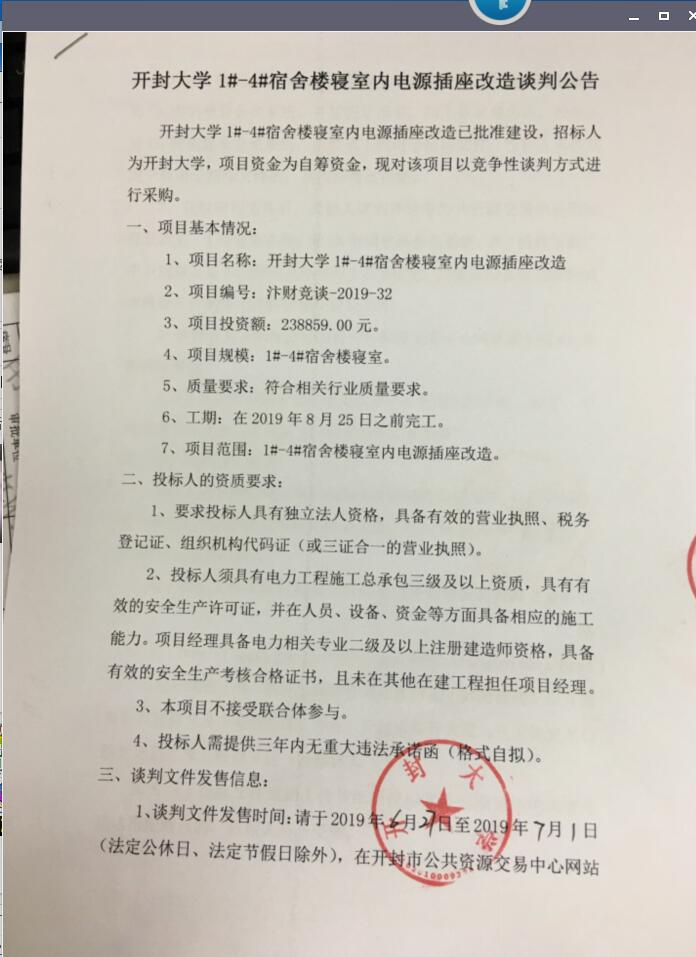 开封大学1#-4#宿舍楼寝室内电源插座改造谈判公告
开封大学1#-4#宿舍楼寝室内电源插座改造已批准建设，招标人
为开封大学，项目资金为自筹资金，现对该项目以竞争性谈判方式进
行采购。
一、项目基本情况：
1、项目名称：开封大学1#-4#宿舍楼寝室内电源插座改造
2、项目编号：汴财竞谈-2019-32
3、项目投资额：238859.00元。
4、项目规模：1#-4#宿舍楼寝室。
5、质量要求：符合相关行业质量要求。
6、工期：在2019年8月25日之前完工。
7、项目范围：1#-4#宿舍楼寝室内电源插座改造。
二、投标人的资质要求：
1、要求投标人具有独立法人资格，具备有效的营业执照、税务
登记证、组织机构代码证（或三证合一的营业执照）。
2、投标人须具有电力工程施工总承包三级及以上资质，具有有
效的安全生产许可证，并在人员、设备、资金等方面具备相应的施工
能力。项目经理具备电力相关专业二级及以上注册建造师资格，具备
有效的安全生产考核合格证书，且未在其他在建工程担任项目经理。
3、本项目不接受联合体参与。
4、投标人需提供三年内无重大违法承诺函（格式自拟）。
三、谈判文件发售信息：
1、谈判文件发售时间：请于2019年6月27日至2019年7月1日
（法定公休日、法定节假日除外），在开封市公共资源交易中心网站
开封大学